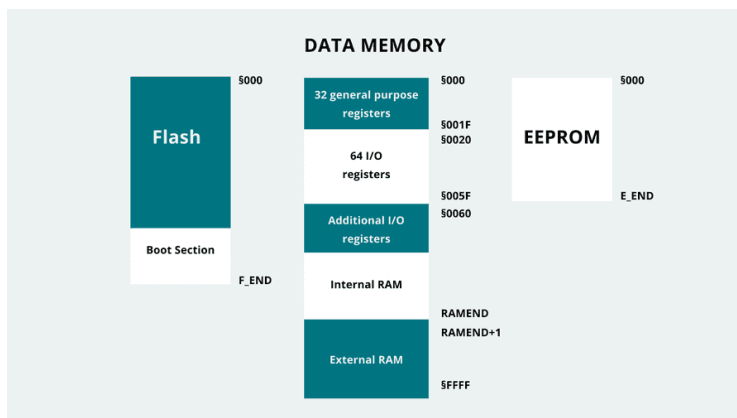 DATA MEMORY
Flash
Boot Section
§000
F_END
32 general purpose
registers
64 I/O
registers
Additional I/O
registers
Internal RAM
External RAM
§000
§001F
§0020
§005F
§0060
RAMEND
RAMEND+1
§FFFF
EEPROM
§000
E_END